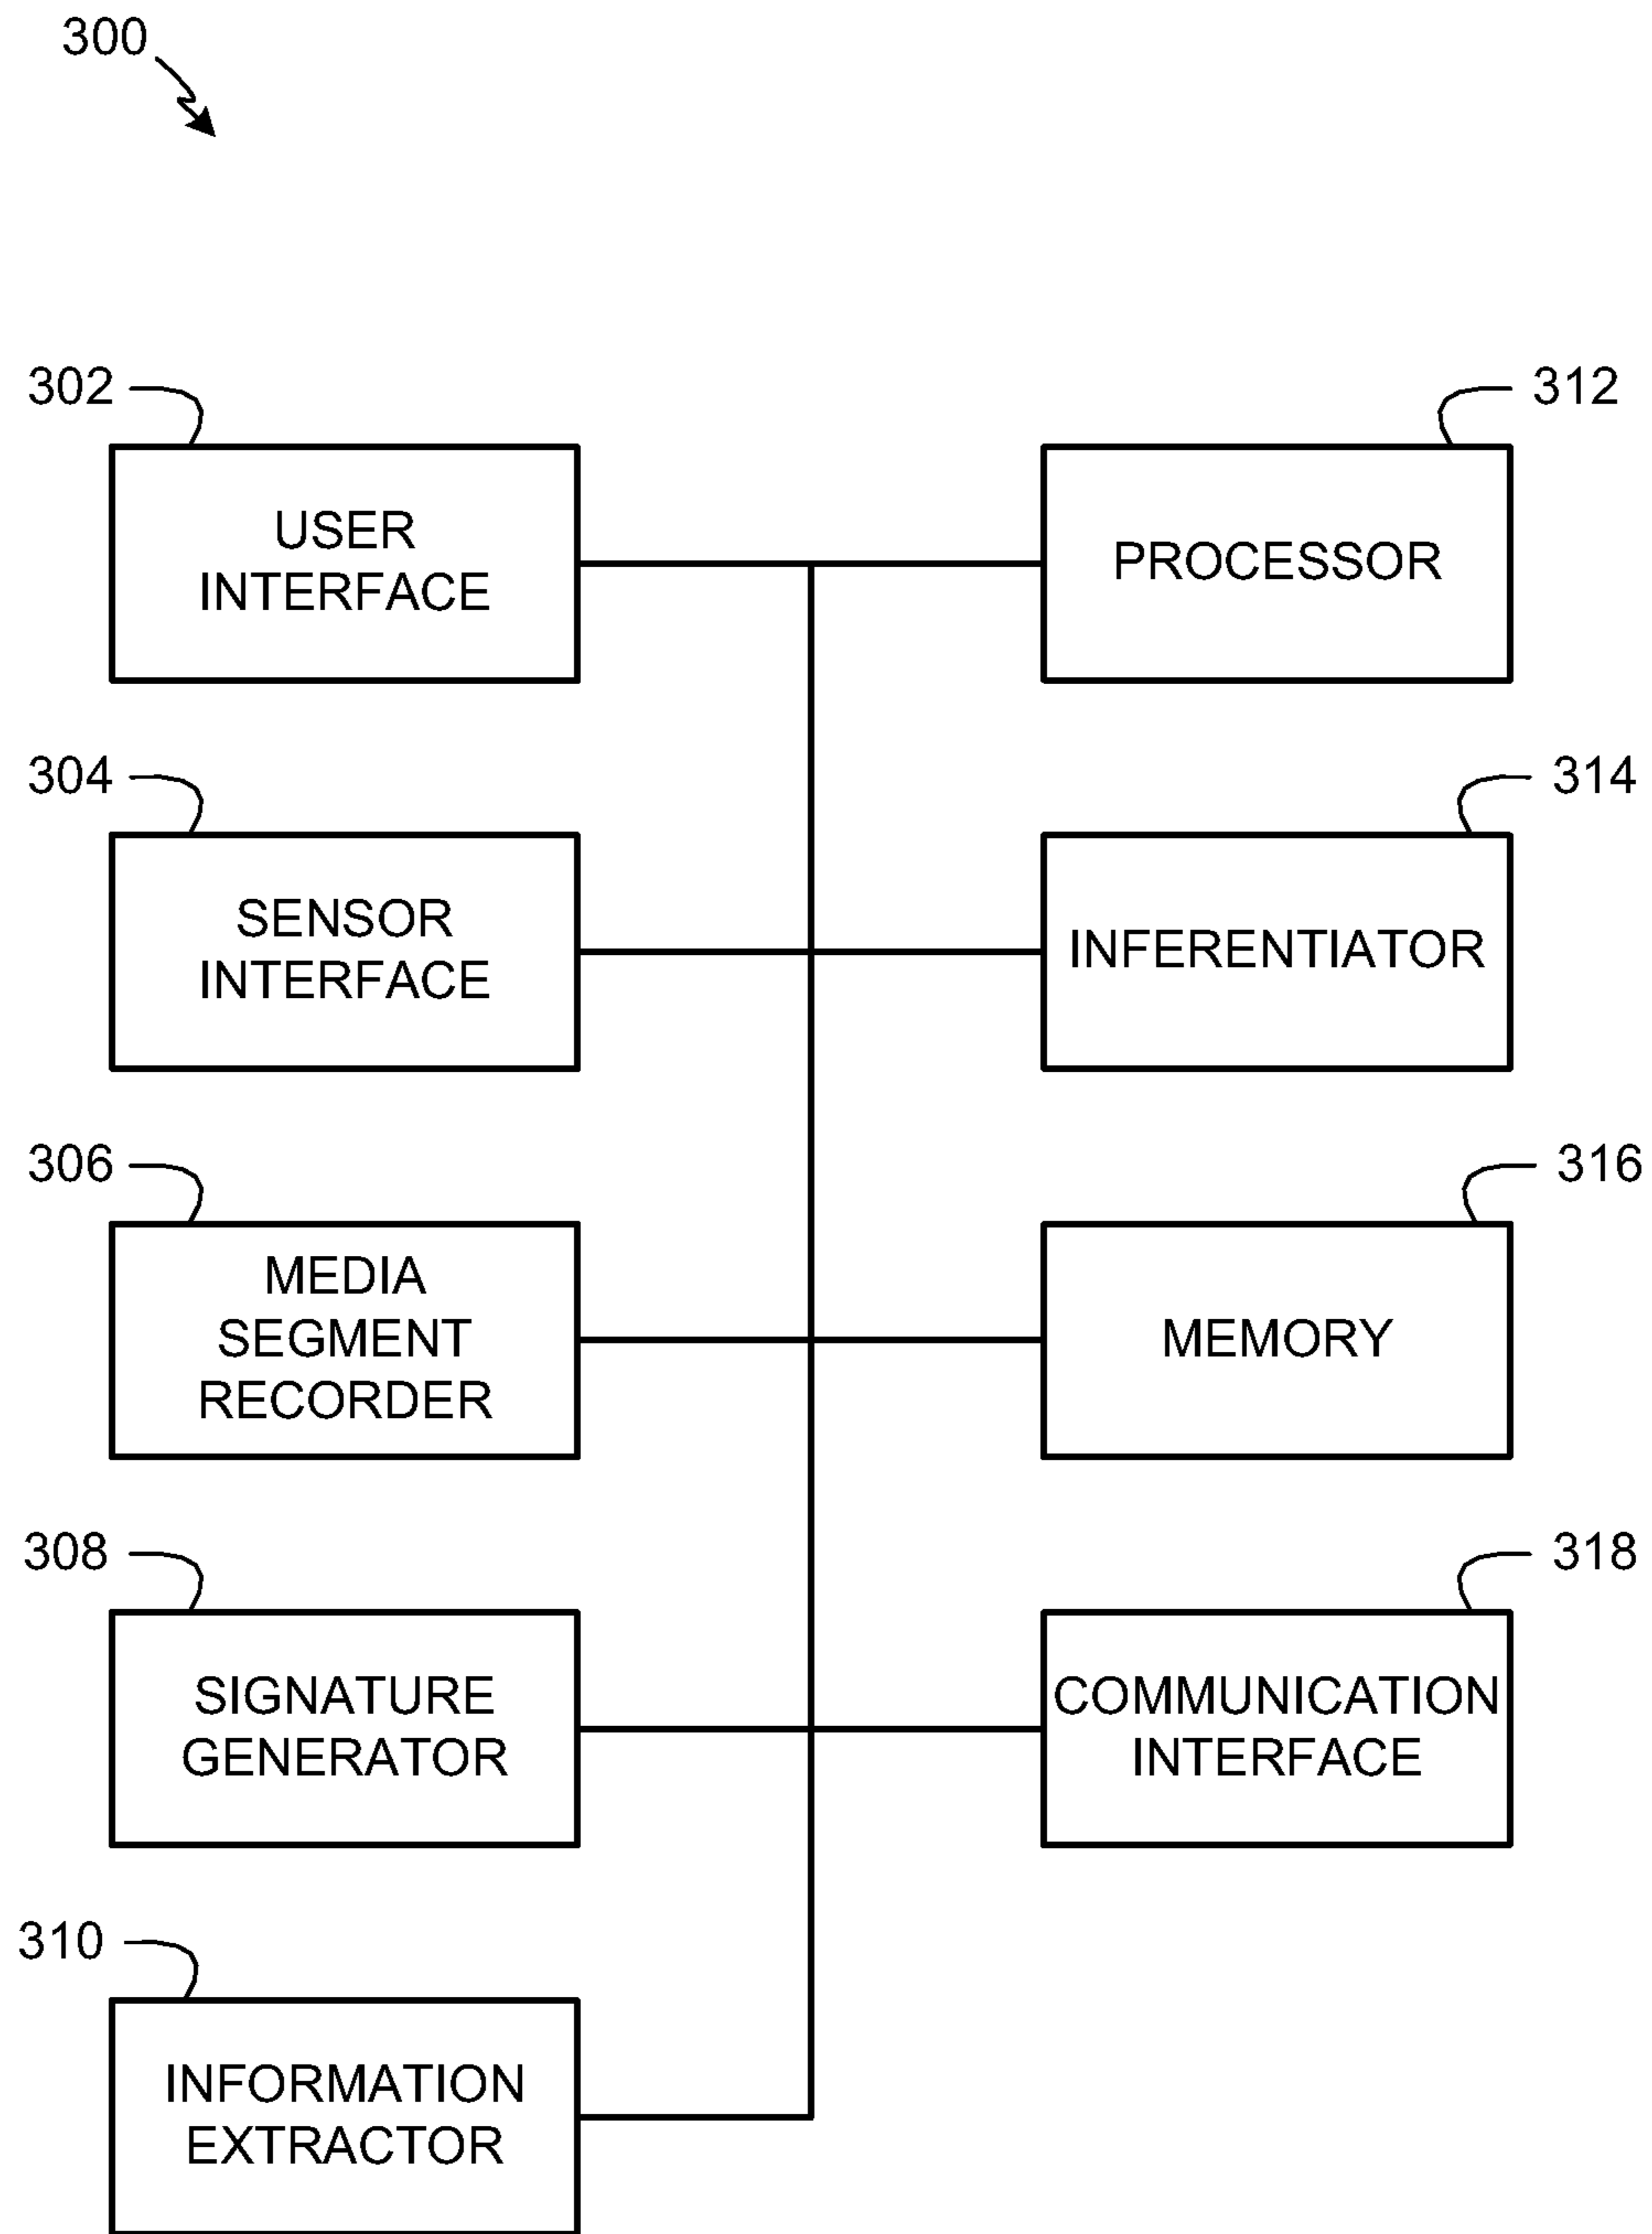 300
302
USER
INTERFACE
312
PROCESSOR
304
SENSOR
INTERFACE
314
INFERENTIATOR
306
MEDIA
SEGMENT
RECORDER
316
MEMORY
308
SIGNATURE
GENERATOR
318
COMMUNICATION
INTERFACE
310
INFORMATION
EXTRACTOR